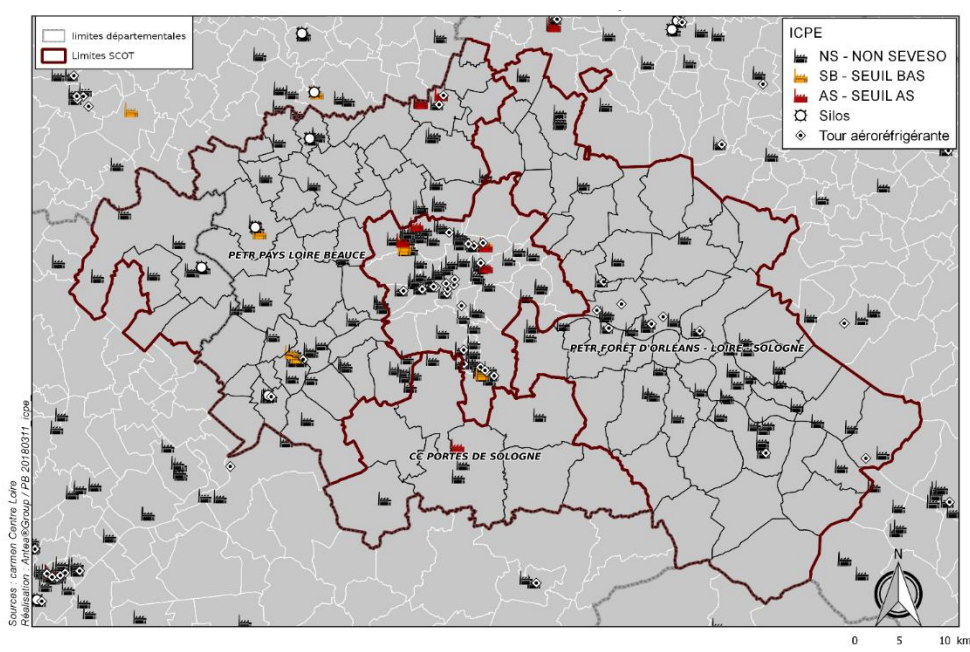 limites départementales
Limites SCOT
ICPE
NS - NON SEVESO
SB - SEUIL BAS
AS - SEUIL AS
Silos
Tour aéroréfrigérante
PETR PAYS LOIRE BEAUCE
PETR FORÊT D'ORLEANS - LOIRE - SOLOGNE
CC PORTES DE SOLOGNE
Sources : carmen Centre Loire
Réalisation : Antea®Group / PB 20180311_icpe
N
0 5 10 km